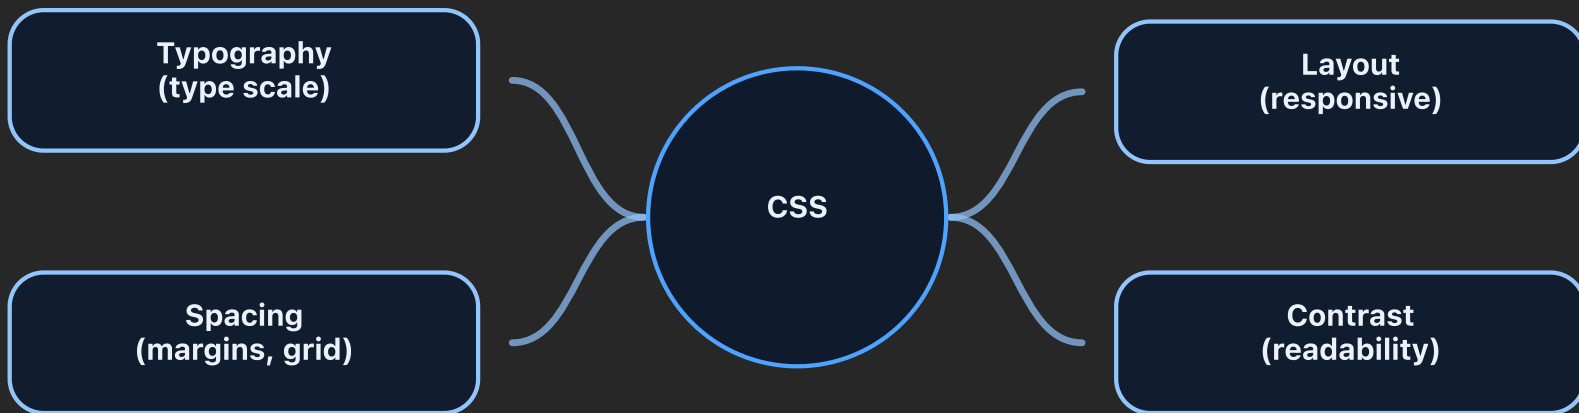 Typography
(type scale)
Layout
(responsive)
CSS
Spacing
(margins, grid)
Contrast
(readability)